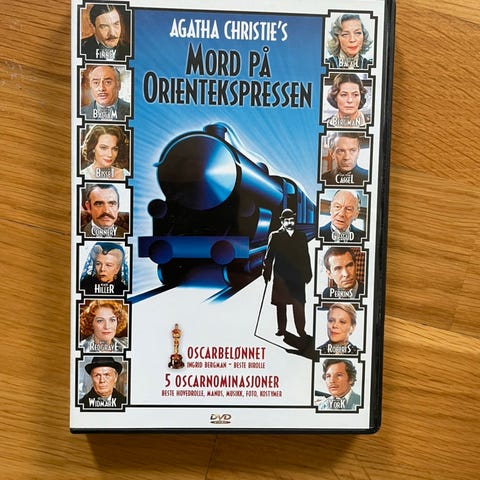 AGATHA CHRISTIE'S
MORD PÅ
ORIENTEKSPRESSEN
FINNEY
BALSAM
BISSET
CONNERY
HILLER
REDGRAVE
WIDMARK
BACALL
BERGMAN
CASSEL
GIELGUD
PERKINS
ROBERTS
YORK
OSCARBELØNNET
INGRID BERGMAN - BESTE BIROLLE
5 OSCARNOMINASJONER
BESTE HOVEDROLLE, MANUS, MUSIKK, FOTO, KOSTYMER
DVD